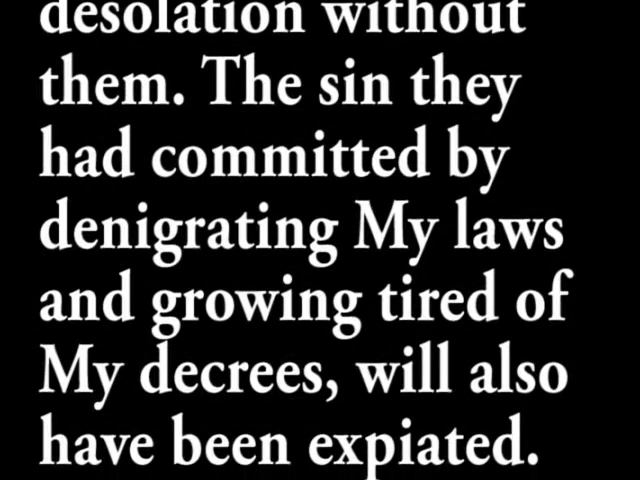 desolation without
them. The sin they
had committed by
denigrating My laws
and growing tired of
My decrees, will also
have been expiated.